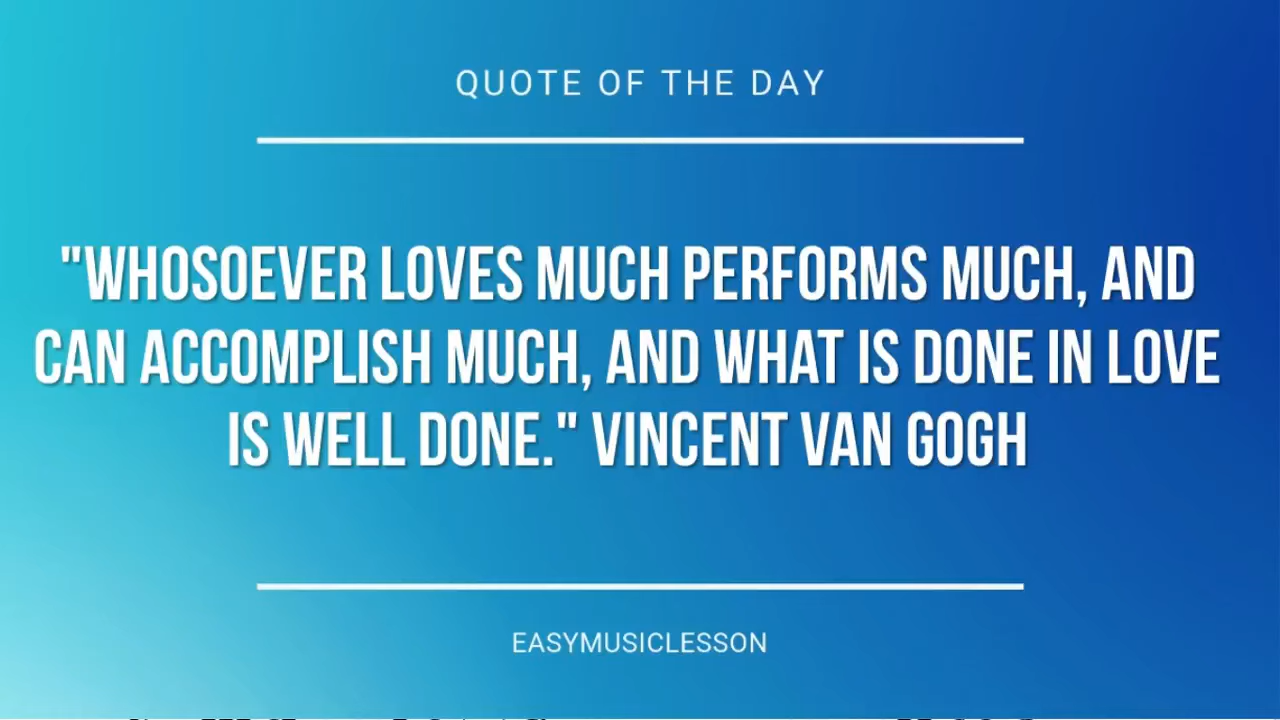 QUOTE OF THE DAY
"WHOSOEVER LOVES MUCH PERFORMS MUCH, AND
CAN ACCOMPLISH MUCH, AND WHAT IS DONE IN LOVE
IS WELL DONE." VINCENT VAN GOGH
EASYMUSICLESSON